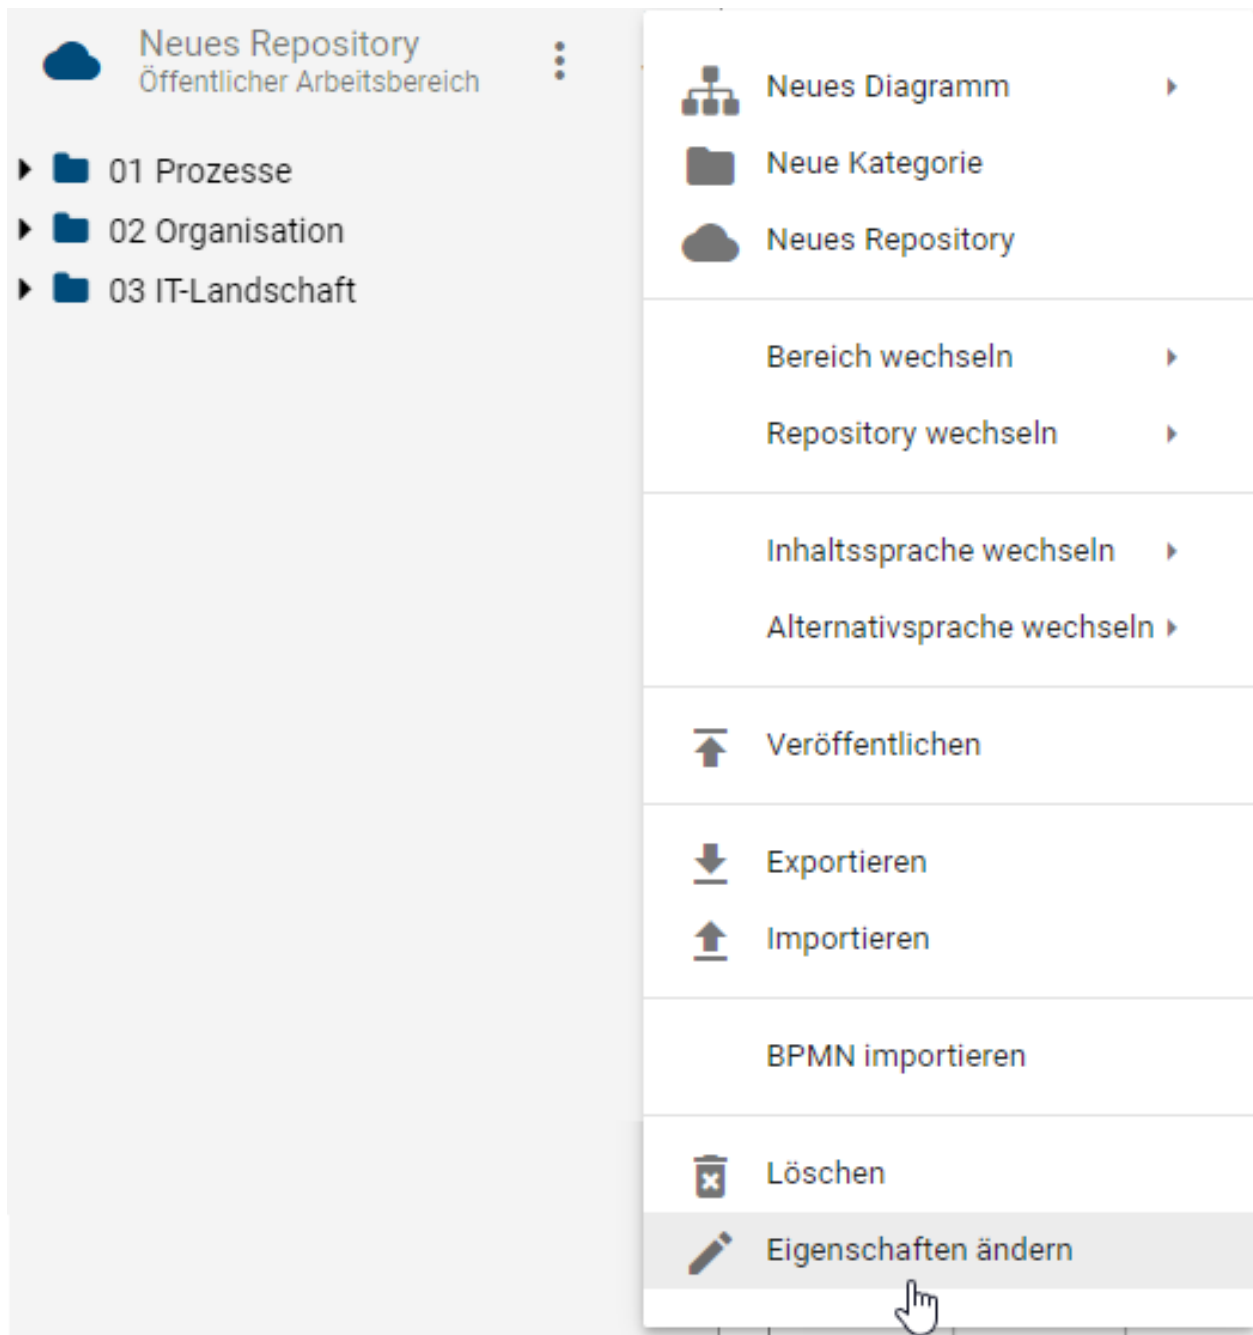 Neues Repository
Öffentlicher Arbeitsbereich
01 Prozesse
02 Organisation
03 IT-Landschaft
Neues Diagramm
Neue Kategorie
Neues Repository
Bereich wechseln
Repository wechseln
Inhaltssprache wechseln
Alternativsprache wechseln
Veröffentlichen
Exportieren
Importieren
BPMN importieren
Löschen
Eigenschaften ändern